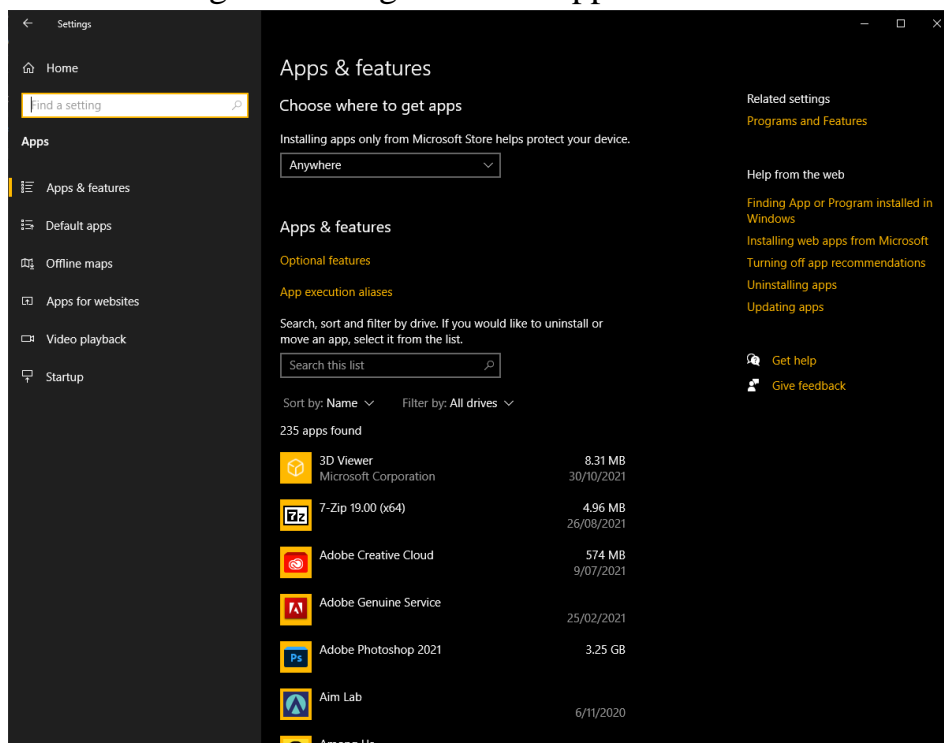 Settings
Home
Find a setting
Apps
Apps & features
Default apps
Offline maps
Apps for websites
Video playback
Startup
Apps & features
Choose where to get apps
Installing apps only from Microsoft Store helps protect your device.
Anywhere
Apps & features
Optional features
App execution aliases
Search, sort and filter by drive. If you would like to uninstall or
move an app, select it from the list.
Search this list
Sort by: Name Filter by: All drives
235 apps found
3D Viewer 8.31 MB
Microsoft Corporation 30/10/2021
7-Zip 19.00 (x64) 4.96 MB
26/08/2021
Adobe Creative Cloud 574 MB
9/07/2021
Adobe Genuine Service
25/02/2021
Adobe Photoshop 2021 3.25 GB
Aim Lab
6/11/2020
Related settings
Programs and Features
Help from the web
Finding App or Program installed in
Windows
Installing web apps from Microsoft
Turning off app recommendations
Uninstalling apps
Updating apps
Get help
Give feedback